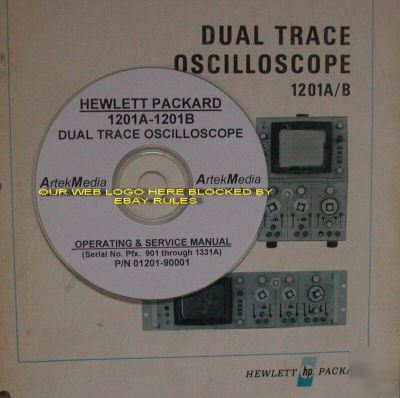 DUAL TRACE
OSCILLOSCOPE
1201A/B
HEWLETT PACKARD
1201A-1201B
DUAL TRACE OSCILLOSCOPE
ArtekMedia ArtekMedia
OUR WEB LOGO HERE BLOCKED BY
EBAY RULES
OPERATING & SERVICE MANUAL
(Serial No. Pfx. 901 through 1331A)
P/N 01201-90001
HEWLETT hp PACKA